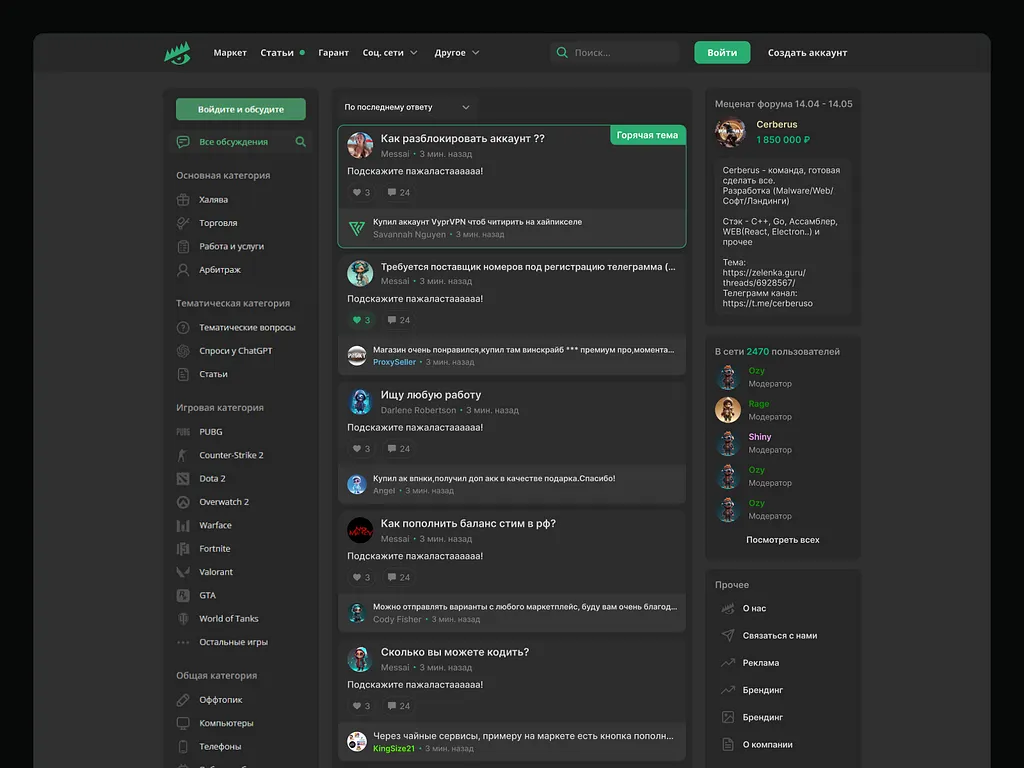 Маркет
Статьи
Гарант
Соц. сети
Другое
Поиск...
Войти
Создать аккаунт
Войдите и обсудите
Все обсуждения
Основная категория
Халява
Торговля
Работа и услуги
Арбитраж
Тематическая категория
Тематические вопросы
Спроси у ChatGPT
Статьи
Игровая категория
PUBG
Counter-Strike 2
Dota 2
Overwatch 2
Warface
Fortnite
Valorant
GTA
World of Tanks
Остальные игры
Общая категория
Оффтопик
Компьютеры
Телефоны
По последнему ответу
Горячая тема
Как разблокировать аккаунт ??
Messai • 3 мин. назад
Подскажите пажаластаааааа!
3 24
Купил аккаунт VyprVPN чтоб читирить на хайпикселе
Savannah Nguyen • 3 мин. назад
Требуется поставщик номеров под регистрацию телеграмма (...
Messai • 3 мин. назад
Подскажите пажаластаааааа!
3 24
Магазин очень понравился,купил там винскрайб *** премиум про,момента...
ProxySeller • 3 мин. назад
Ищу любую работу
Darlene Robertson • 3 мин. назад
Подскажите пажаластаааааа!
3 24
Купил ак впнки,получил доп акк в качестве подарка.Спасибо!
Angel • 3 мин. назад
Как пополнить баланс стим в рф?
Messai • 3 мин. назад
Подскажите пажаластаааааа!
3 24
Можно отправлять варианты с любого маркетплейс, буду вам очень благод...
Cody Fisher • 3 мин. назад
Сколько вы можете кодить?
Messai • 3 мин. назад
Подскажите пажаластаааааа!
3 24
Через чайные сервисы, примеру на маркете есть кнопка пополн...
KingSize21 • 3 мин. назад
Меценат форума 14.04 - 14.05
Cerberus
1 850 000 ₽
Cerberus - команда, готовая
сделать все.
Разработка (Malware/Web/
Софт/Лэндинги)
Стэк - C++, Go, Ассамблер,
WEB(React, Electron..) и
прочее
Тема:
https://zelenka.guru/
threads/6928567/
Телеграмм канал:
https://t.me/cerberuso
В сети 2470 пользователей
Ozy
Модератор
Rage
Модератор
Shiny
Модератор
Ozy
Модератор
Ozy
Модератор
Посмотреть всех
Прочее
О нас
Связаться с нами
Реклама
Брендинг
Брендинг
О компании